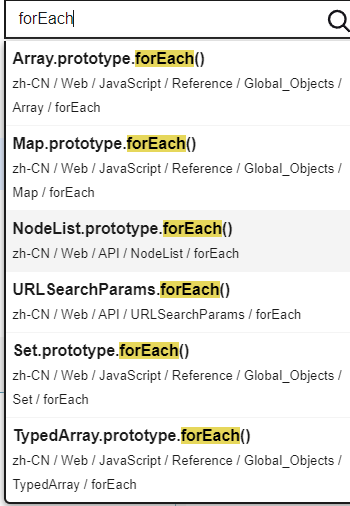 forEach
Array.prototype.forEach()
zh-CN / Web / JavaScript / Reference / Global_Objects /
Array / forEach
Map.prototype.forEach()
zh-CN / Web / JavaScript / Reference / Global_Objects /
Map / forEach
NodeList.prototype.forEach()
zh-CN / Web / API / NodeList / forEach
URLSearchParams.forEach()
zh-CN / Web / API / URLSearchParams / forEach
Set.prototype.forEach()
zh-CN / Web / JavaScript / Reference / Global_Objects /
Set / forEach
TypedArray.prototype.forEach()
zh-CN / Web / JavaScript / Reference / Global_Objects /
TypedArray / forEach